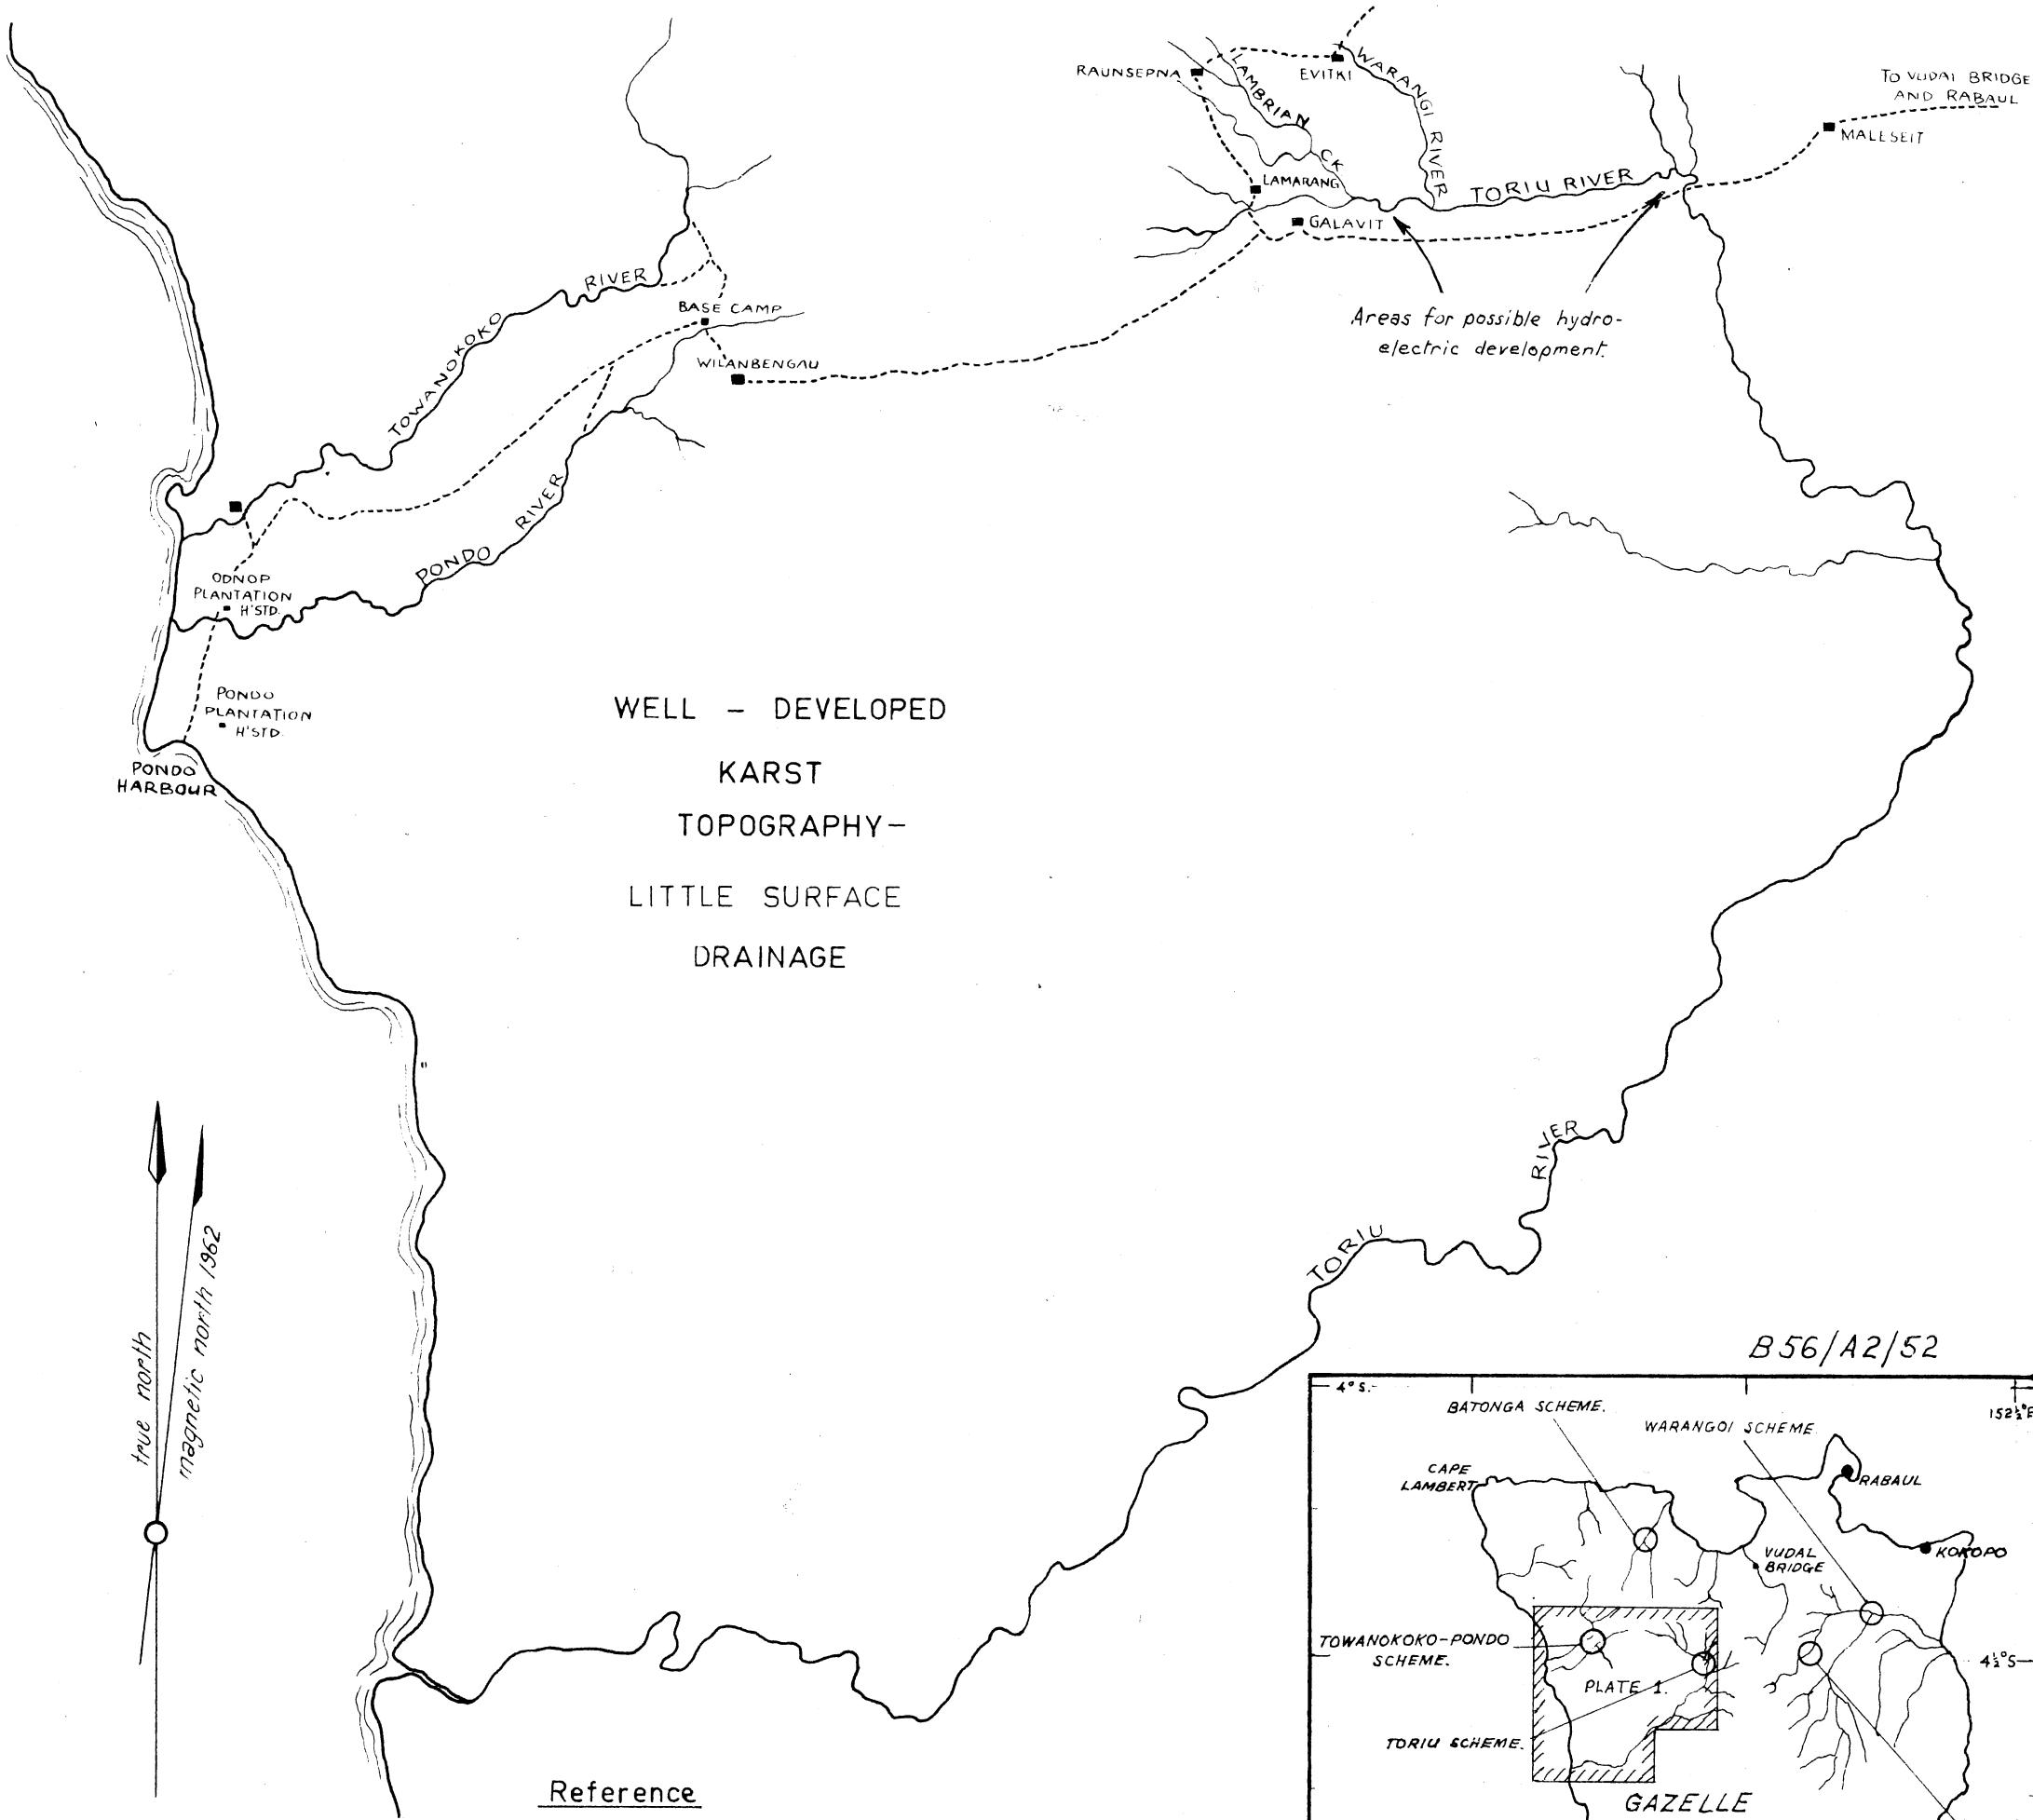 RAUNSEPNA
LAMBRIAN CK
EVITKI
WARANGI RIVER
TO VUDAI BRIDGE
AND RABAUL
MALESEIT
LAMARANG
TORIU RIVER
GALAVIT
Areas for possible hydro-
electric development.
TOWANOKOKO RIVER
BASE CAMP
WILANBENGAU
PONDO RIVER
ODNOP
PLANTATION
H'STD.
PONDO
PLANTATION
H'STD.
PONDO
HARBOUR
WELL - DEVELOPED
KARST
TOPOGRAPHY-
LITTLE SURFACE
DRAINAGE
true north
magnetic north 1962
TORIU RIVER
Reference
B56/A2/52
4° S.
152½°E
BATONGA SCHEME.
WARANGOI SCHEME.
CAPE
LAMBERT
RABAUL
KOKOPO
VUDAL
BRIDGE
TOWANOKOKO-PONDO
SCHEME.
4½°S
PLATE 1.
TORIU SCHEME.
GAZELLE